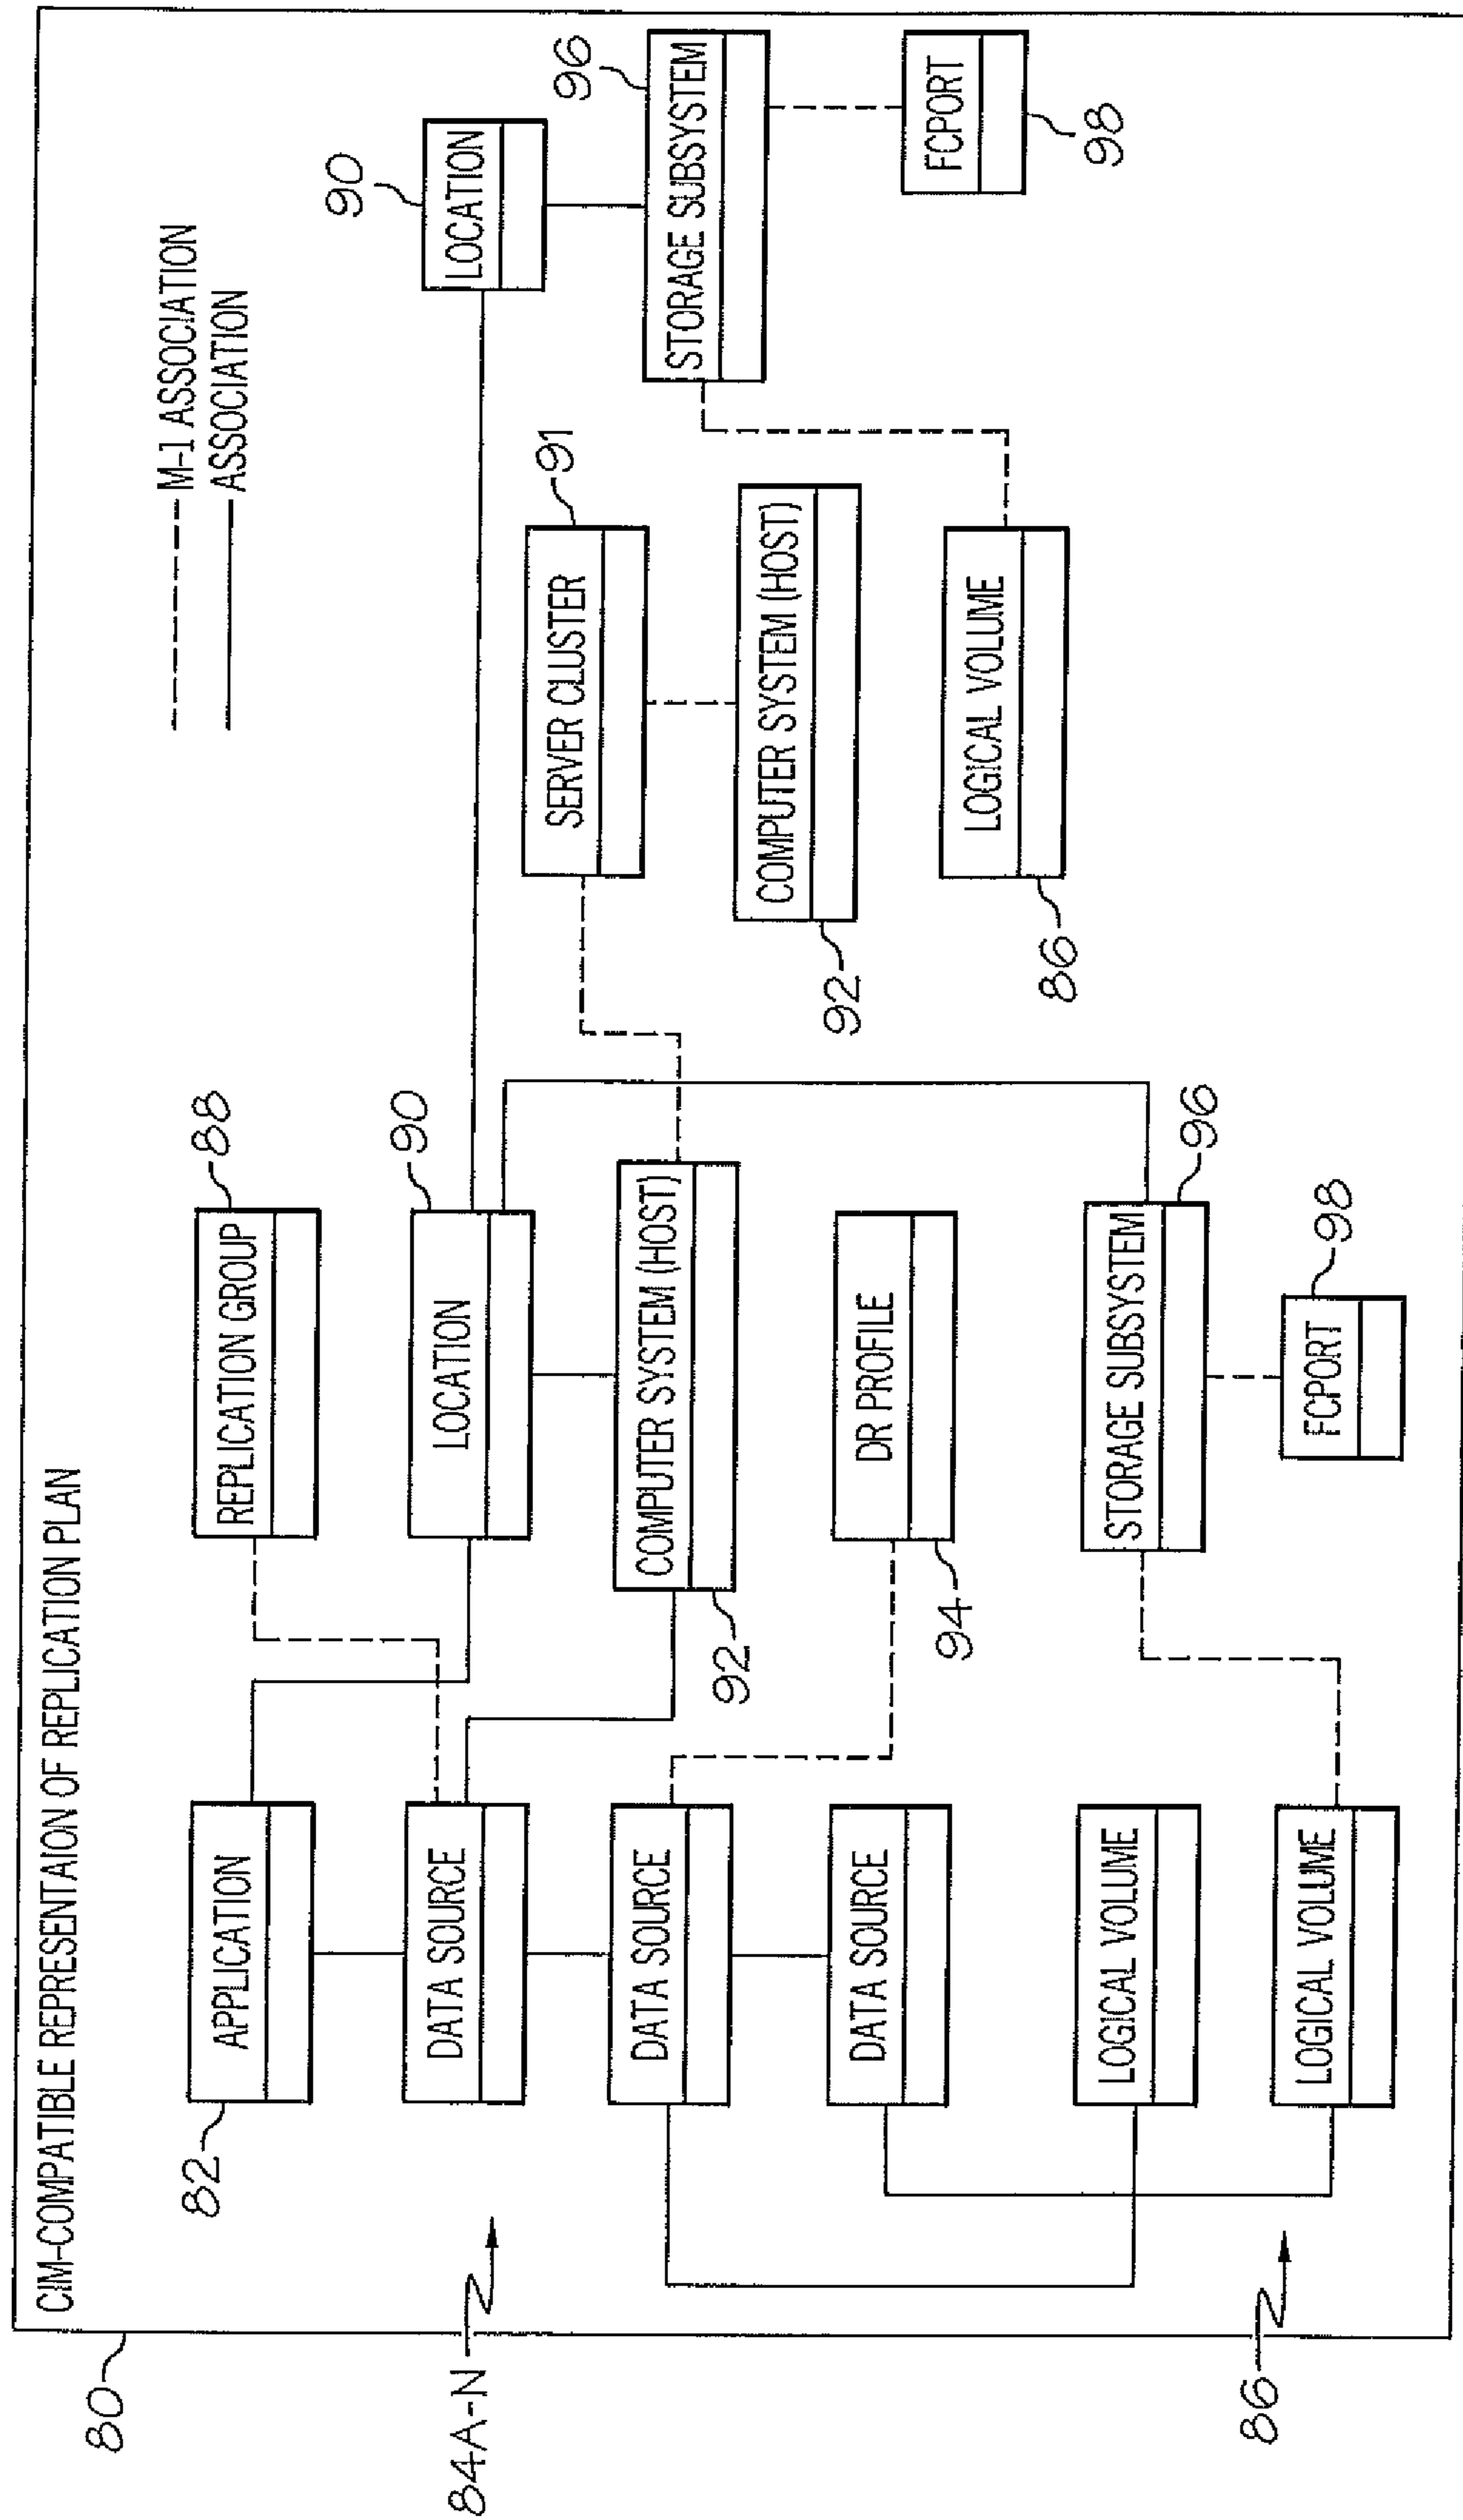 CIM-COMPATIBLE REPRESENTAION OF REPLICATION PLAN
80
M-1 ASSOCIATION
ASSOCIATION
82
APPLICATION
REPLICATION GROUP
88
84A-N
DATA SOURCE
LOCATION
90
LOCATION
90
DATA SOURCE
COMPUTER SYSTEM (HOST)
92
SERVER CLUSTER
91
STORAGE SUBSYSTEM
96
DATA SOURCE
DR PROFILE
94
COMPUTER SYSTEM (HOST)
92
FCPORT
98
LOGICAL VOLUME
STORAGE SUBSYSTEM
96
LOGICAL VOLUME
86
86
LOGICAL VOLUME
FCPORT
98